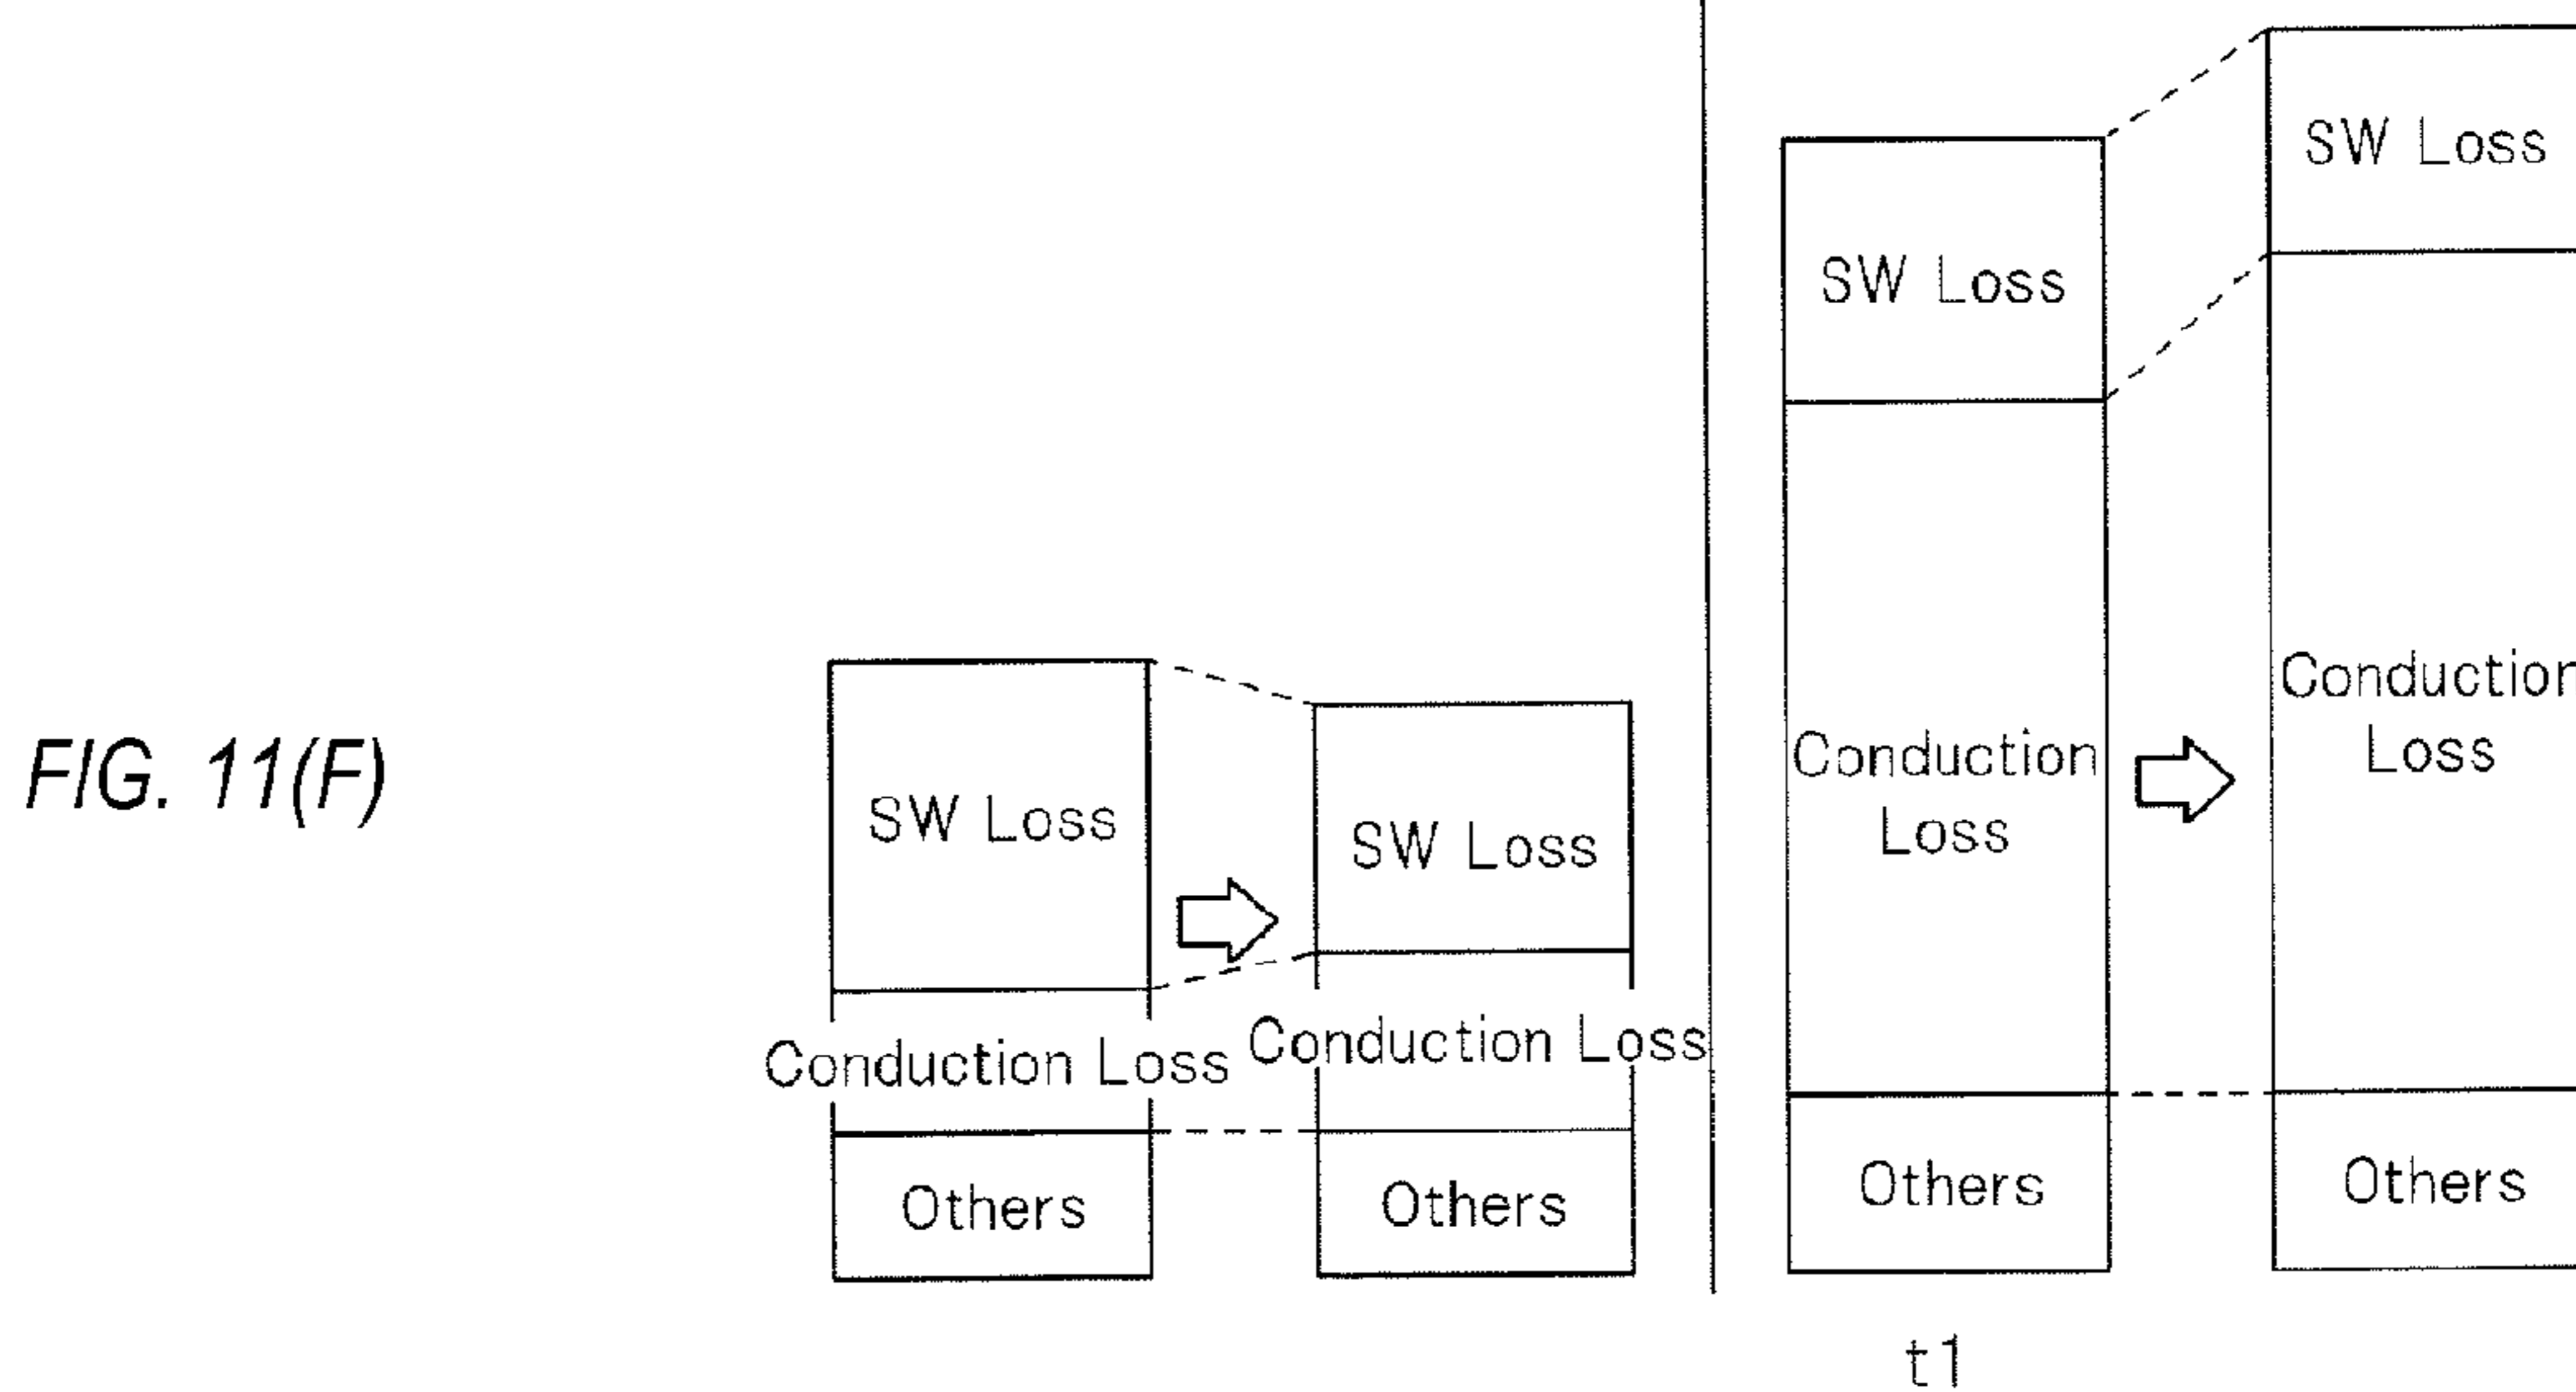 FIG. 11(F)
SW Loss
Conduction Loss
Others
SW Loss
Conduction Loss
Others
SW Loss
Conduction
Loss
Others
SW Loss
Conduction
Loss
Others
t1